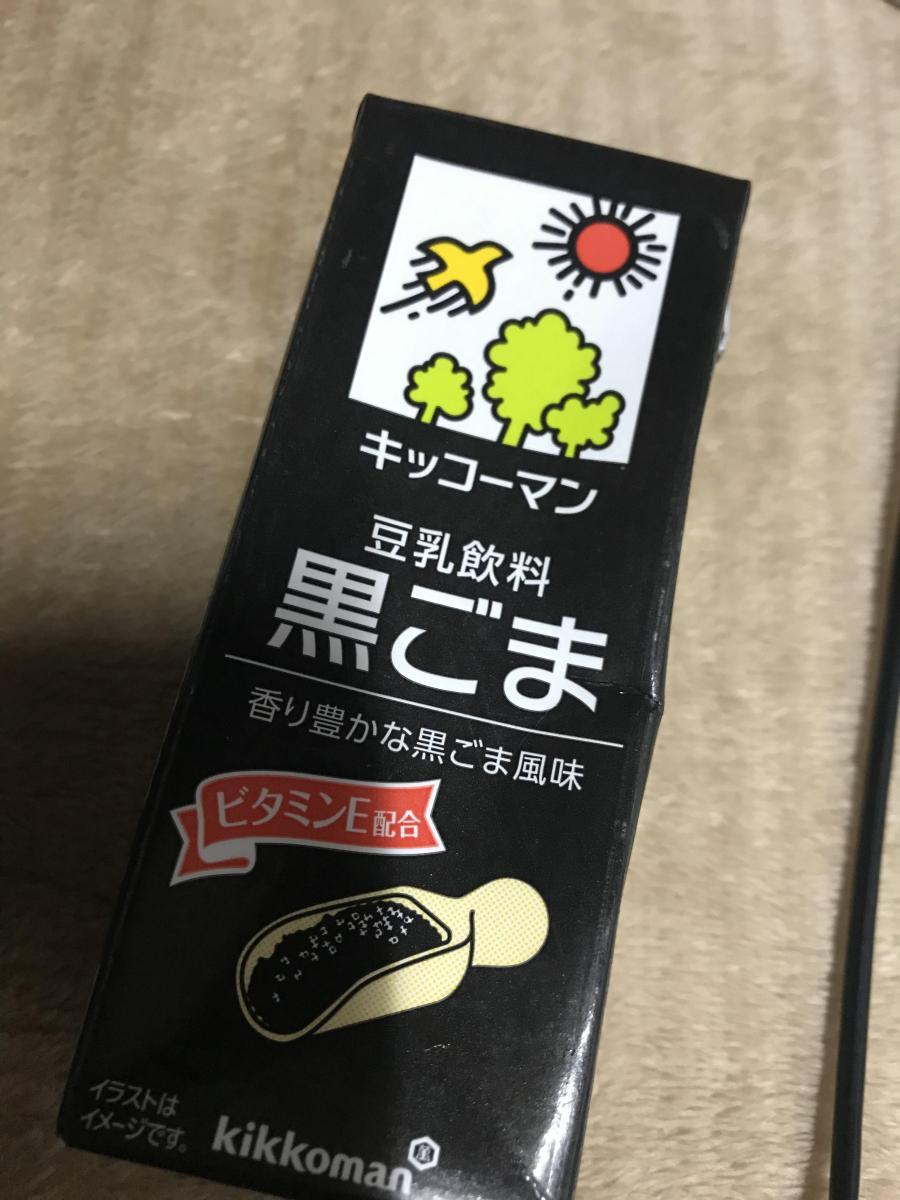 キッコーマン
豆乳飲料
黒ごま
香り豊かな黒ごま風味
ビタミンE配合
イラストは
イメージです。
kikkoman